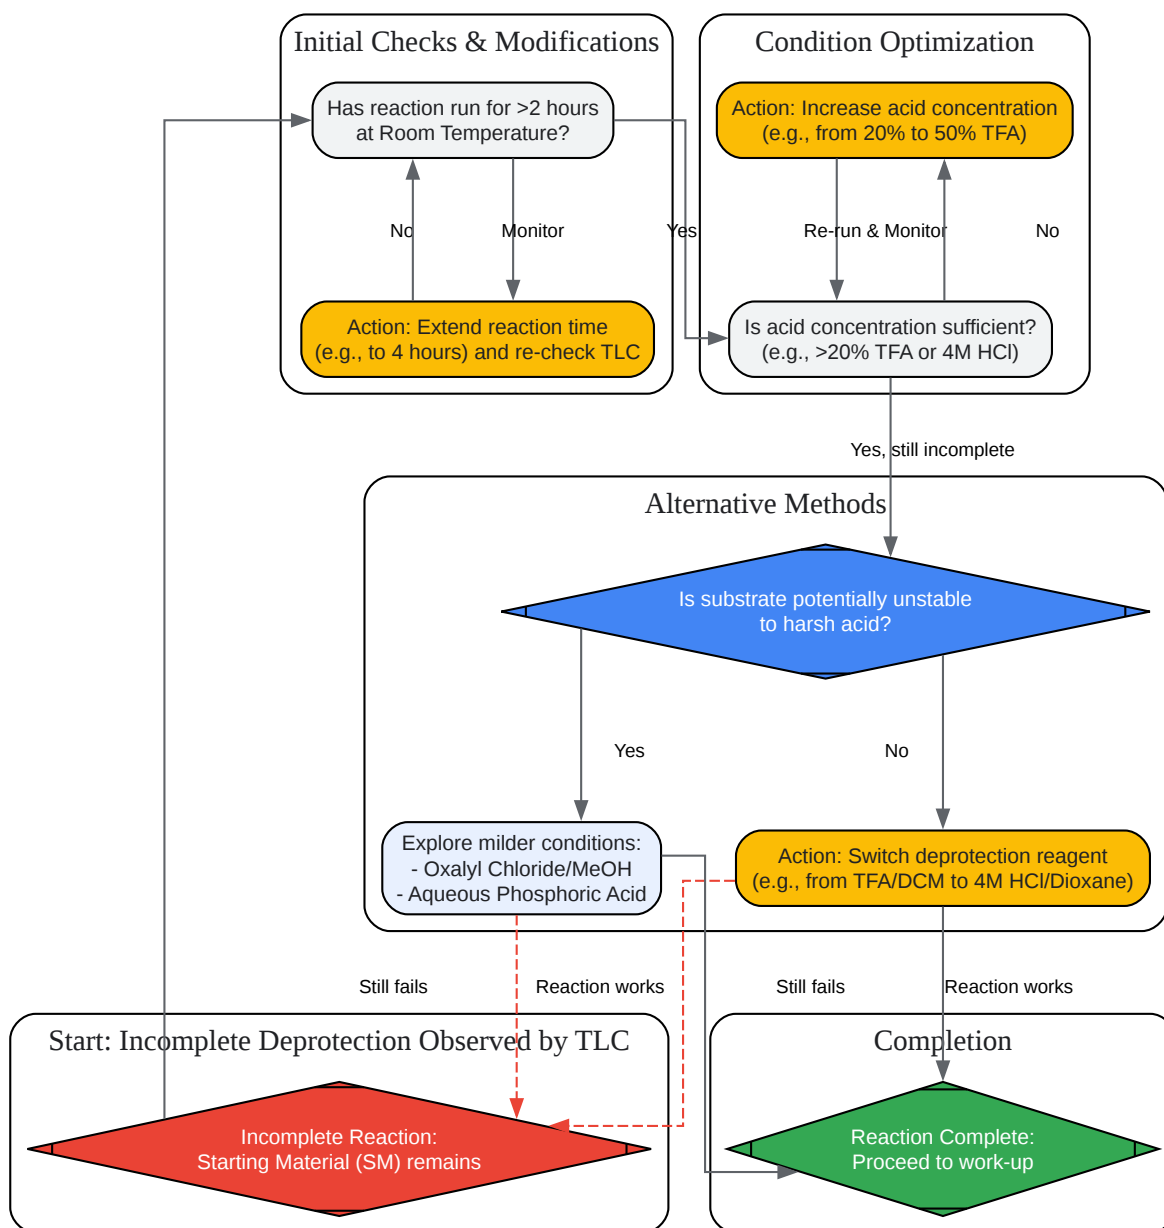 Initial Checks & Modifications
Condition Optimization
Has reaction run for >2 hours
at Room Temperature?
Action: Increase acid concentration
(e.g., from 20% to 50% TFA)
No
Monitor
Yes
Re-run & Monitor
No
Action: Extend reaction time
(e.g., to 4 hours) and re-check TLC
Is acid concentration sufficient?
(e.g., >20% TFA or 4M HCl)
Yes, still incomplete
Alternative Methods
Is substrate potentially unstable
to harsh acid?
Yes
No
Explore milder conditions:
- Oxalyl Chloride/MeOH
- Aqueous Phosphoric Acid
Action: Switch deprotection reagent
(e.g., from TFA/DCM to 4M HCl/Dioxane)
Still fails
Reaction works
Still fails
Reaction works
Start: Incomplete Deprotection Observed by TLC
Completion
Incomplete Reaction:
Starting Material (SM) remains
Reaction Complete:
Proceed to work-up